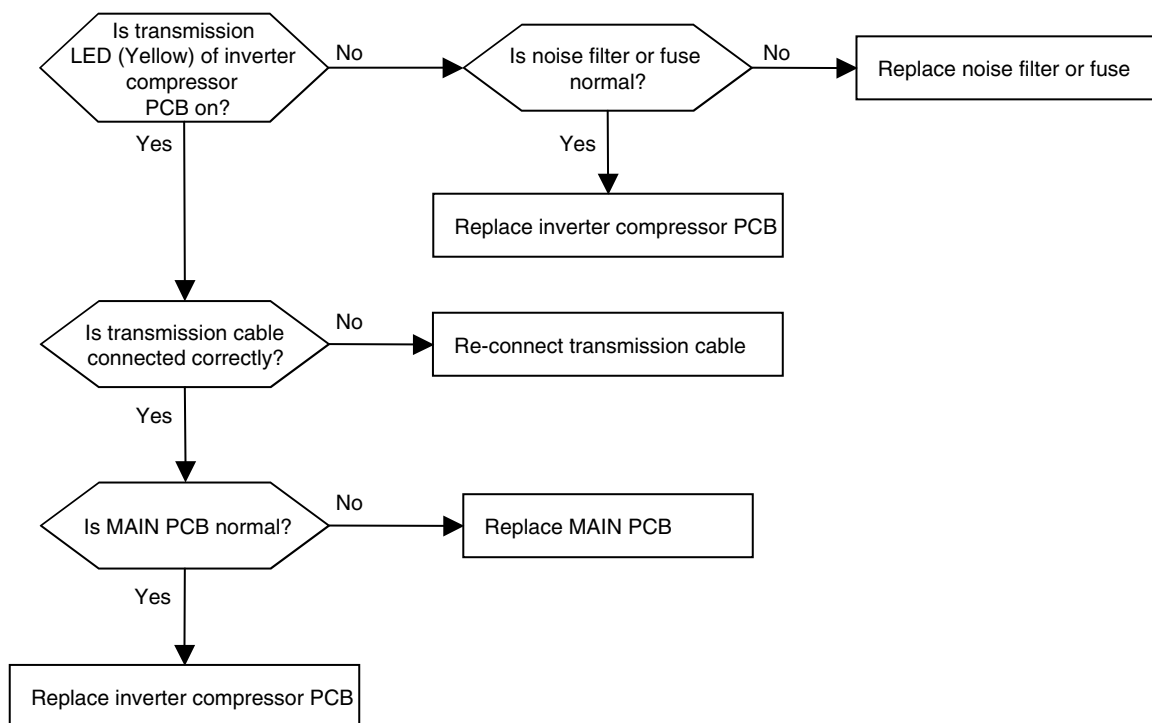 Is transmission
LED (Yellow) of inverter
compressor
PCB on?
No
Is noise filter or fuse
normal?
No
Replace noise filter or fuse
Yes
Yes
Replace inverter compressor PCB
Is transmission cable
connected correctly?
No
Re-connect transmission cable
Yes
Is MAIN PCB normal?
No
Replace MAIN PCB
Yes
Replace inverter compressor PCB